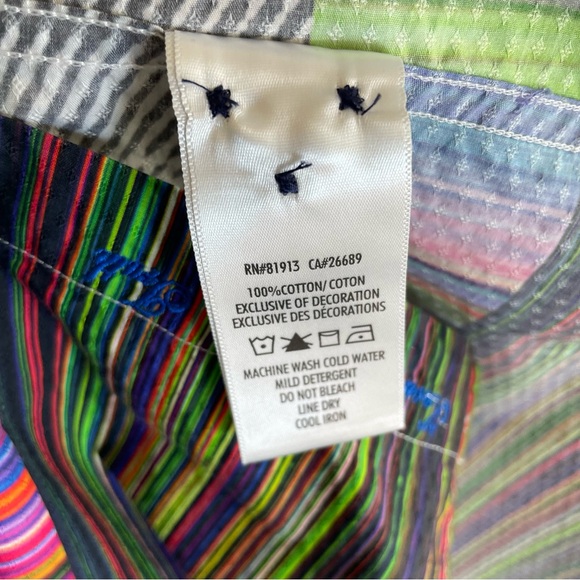 RN#81913 CA#26689
100%COTTON/ COTON
EXCLUSIVE OF DECORATION
EXCLUSIVE DES DÉCORATIONS
MACHINE WASH COLD WATER
MILD DETERGENT
DO NOT BLEACH
LINE DRY
COOL IRON